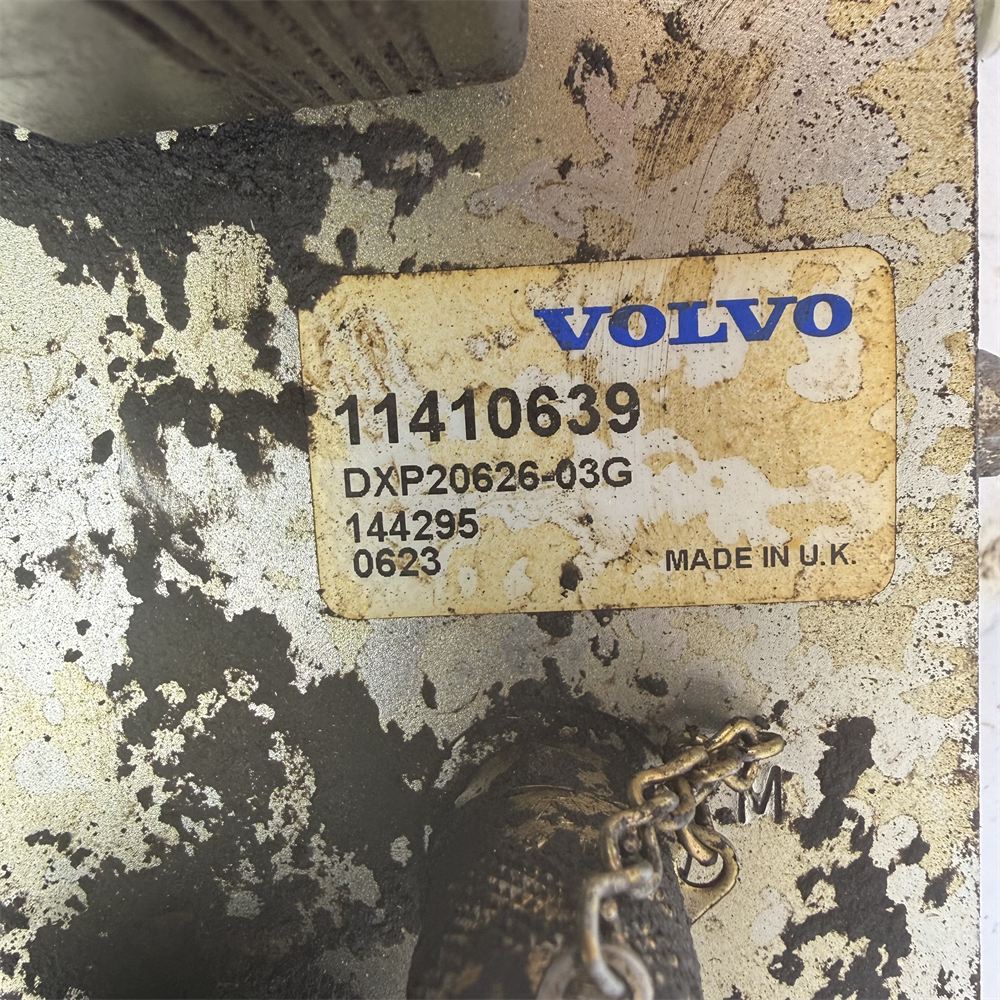 VOLVO
11410639
DXP20626-03G
144295
0623
MADE IN U.K.
M